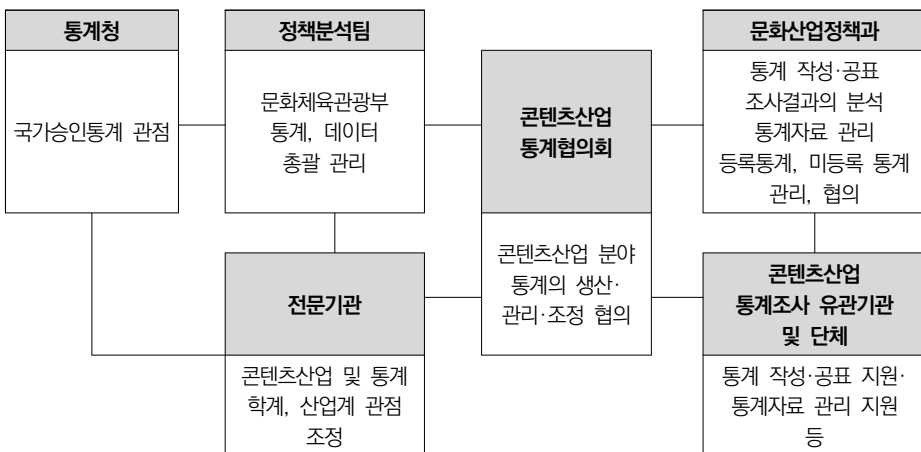 통계청
국가승인통계 관점
정책분석팀
문화체육관광부
통계, 데이터
총괄 관리
콘텐츠산업
통계협의회
콘텐츠산업 분야
통계의 생산·
관리·조정 협의
문화산업정책과
통계 작성·공표
조사결과의 분석
통계자료 관리
등록통계, 미등록 통계
관리, 협의
전문기관
콘텐츠산업 및 통계
학계, 산업계 관점
조정
콘텐츠산업
통계조사 유관기관
및 단체
통계 작성·공표 지원·
통계자료 관리 지원
등